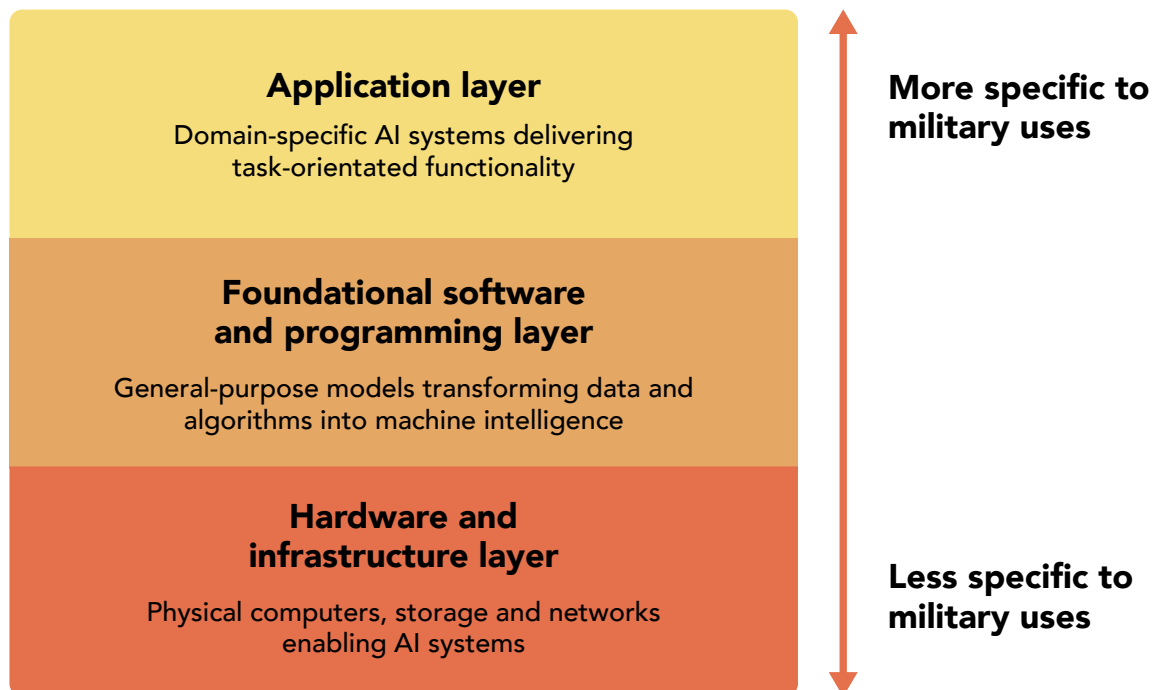 Application layer
Domain-specific AI systems delivering
task-orientated functionality
More specific to
military uses
Foundational software
and programming layer
General-purpose models transforming data and
algorithms into machine intelligence
Hardware and
infrastructure layer
Physical computers, storage and networks
enabling AI systems
Less specific to
military uses